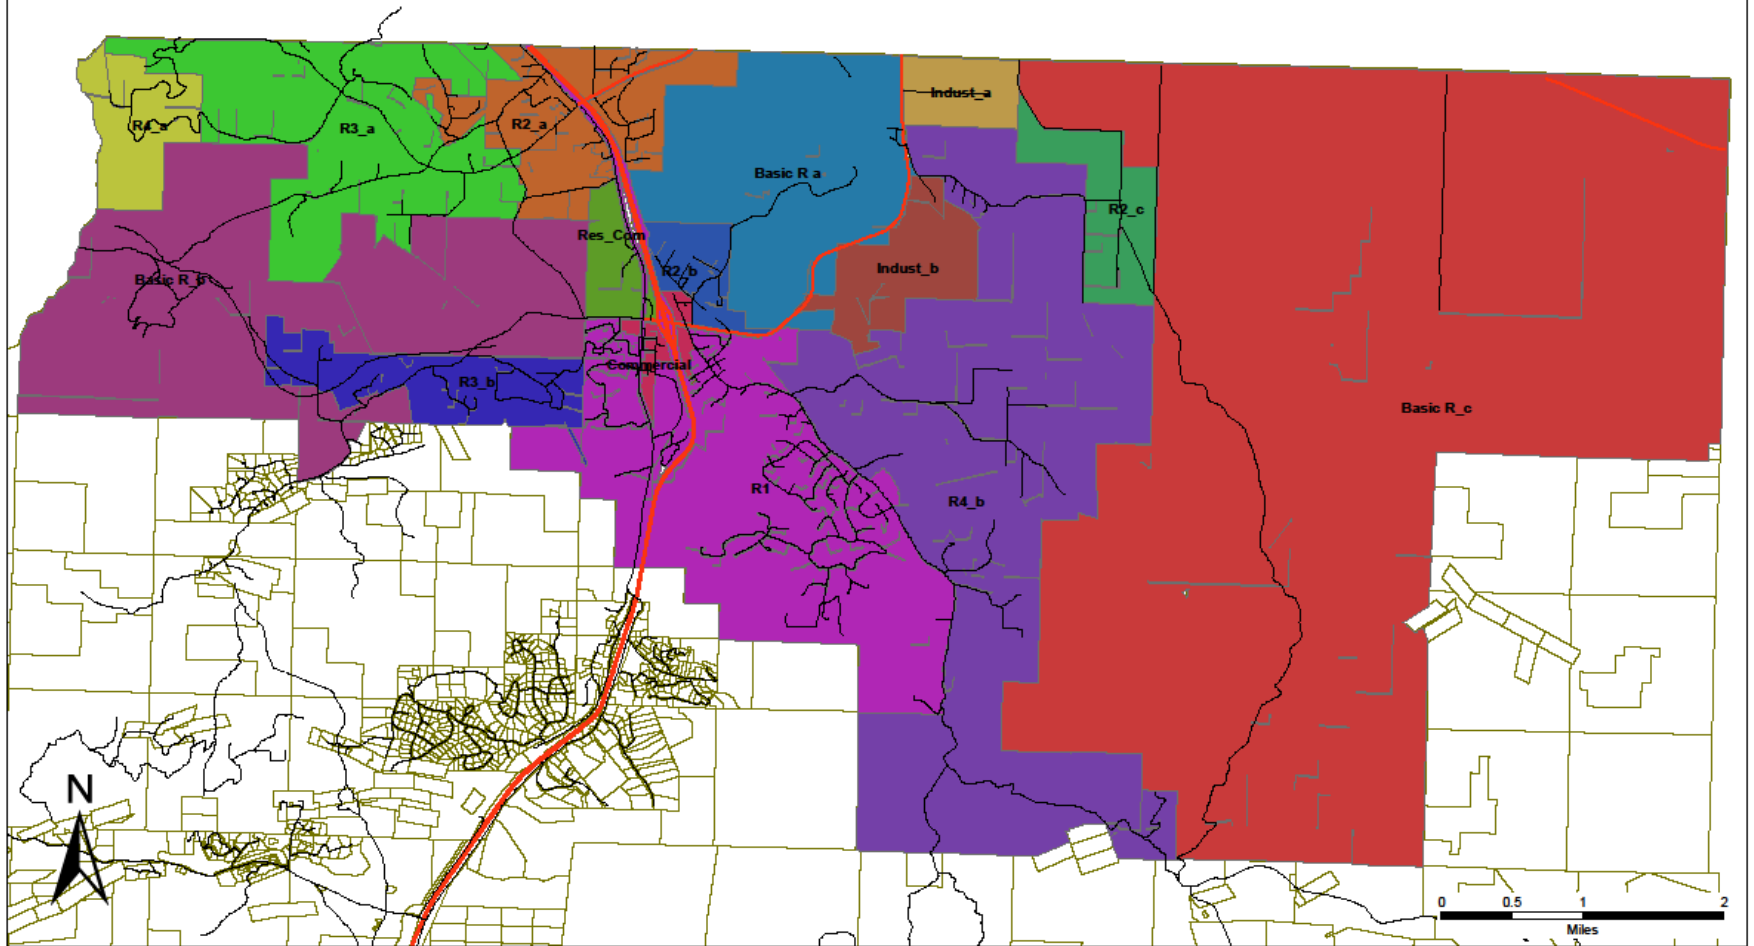 Indust_a
R4_a
R3_a
R2_a
Basic R a
R2_c
Res_Com
R2_b
Indust_b
Basic R_b
Commercial
R3_b
Basic R_c
R1
R4_b
N
0 0.5 1 2
Miles